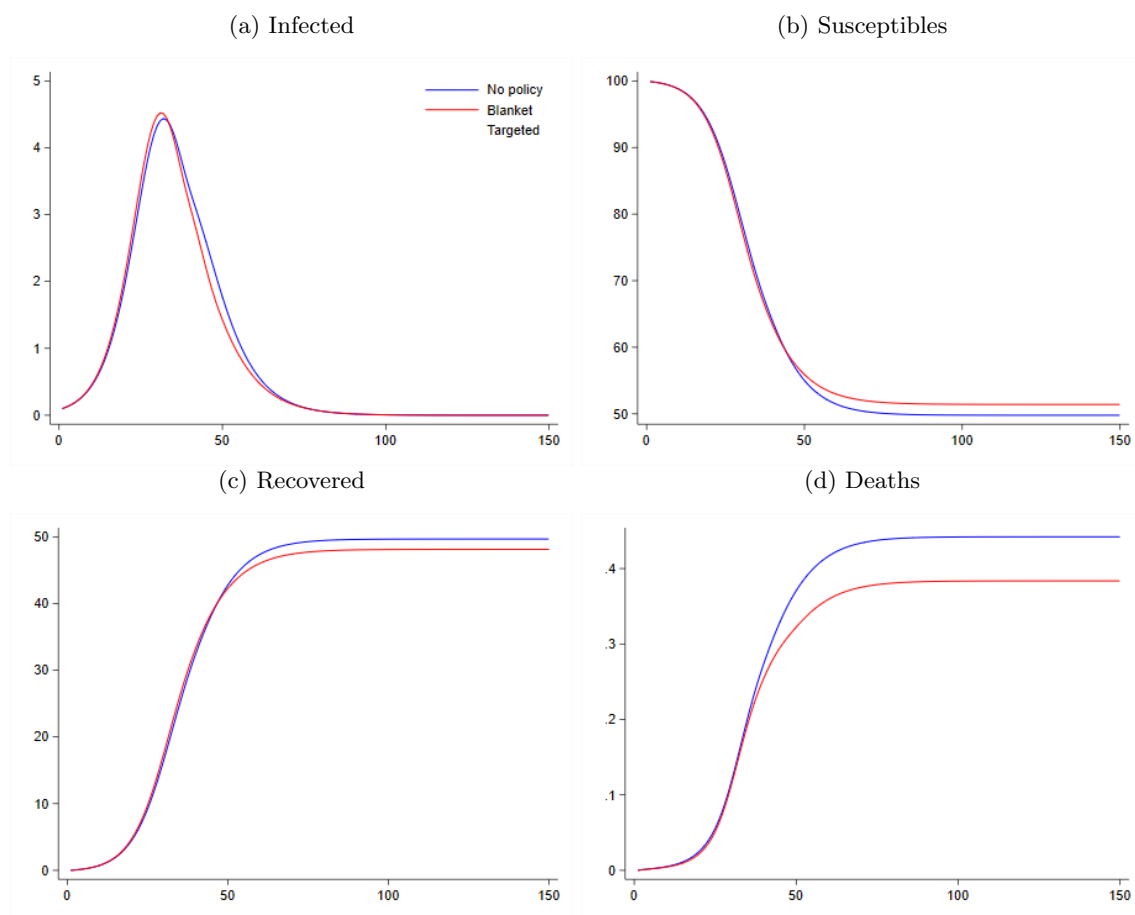 (a) Infected
5
4
3
2
1
0
0 50 100 150
No policy
Blanket
Targeted
(b) Susceptibles
100
90
80
70
60
50
0 50 100 150
(c) Recovered
50
40
30
20
10
0
0 50 100 150
(d) Deaths
.4
.3
.2
.1
0
0 50 100 150